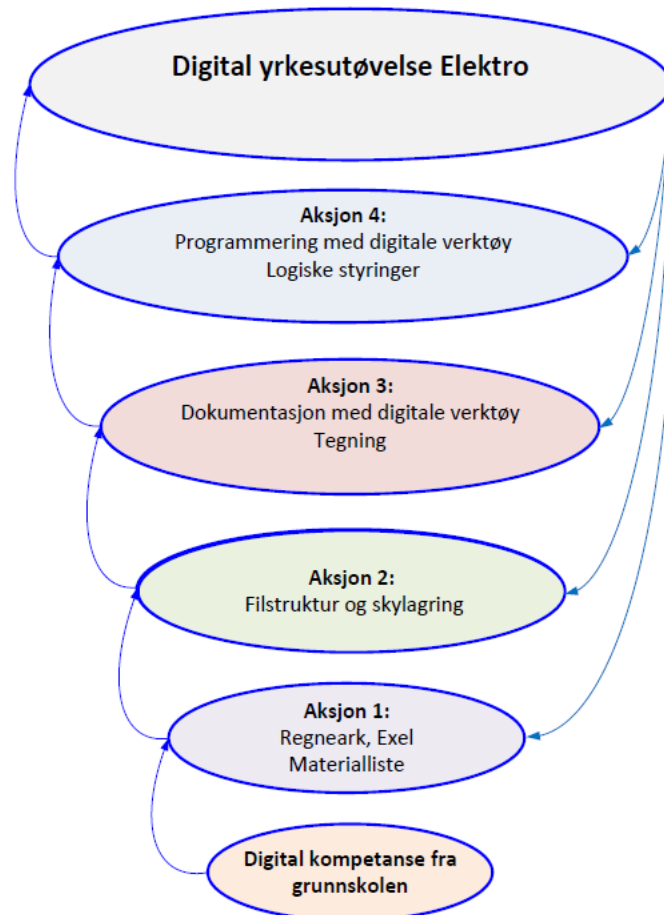 Digital yrkesutøvelse Elektro
Aksjon 4:
Programmering med digitale verktøy
Logiske styringer
Aksjon 3:
Dokumentasjon med digitale verktøy
Tegning
Aksjon 2:
Filstruktur og skylagring
Aksjon 1:
Regneark, Exel
Materialliste
Digital kompetanse fra
grunnskolen